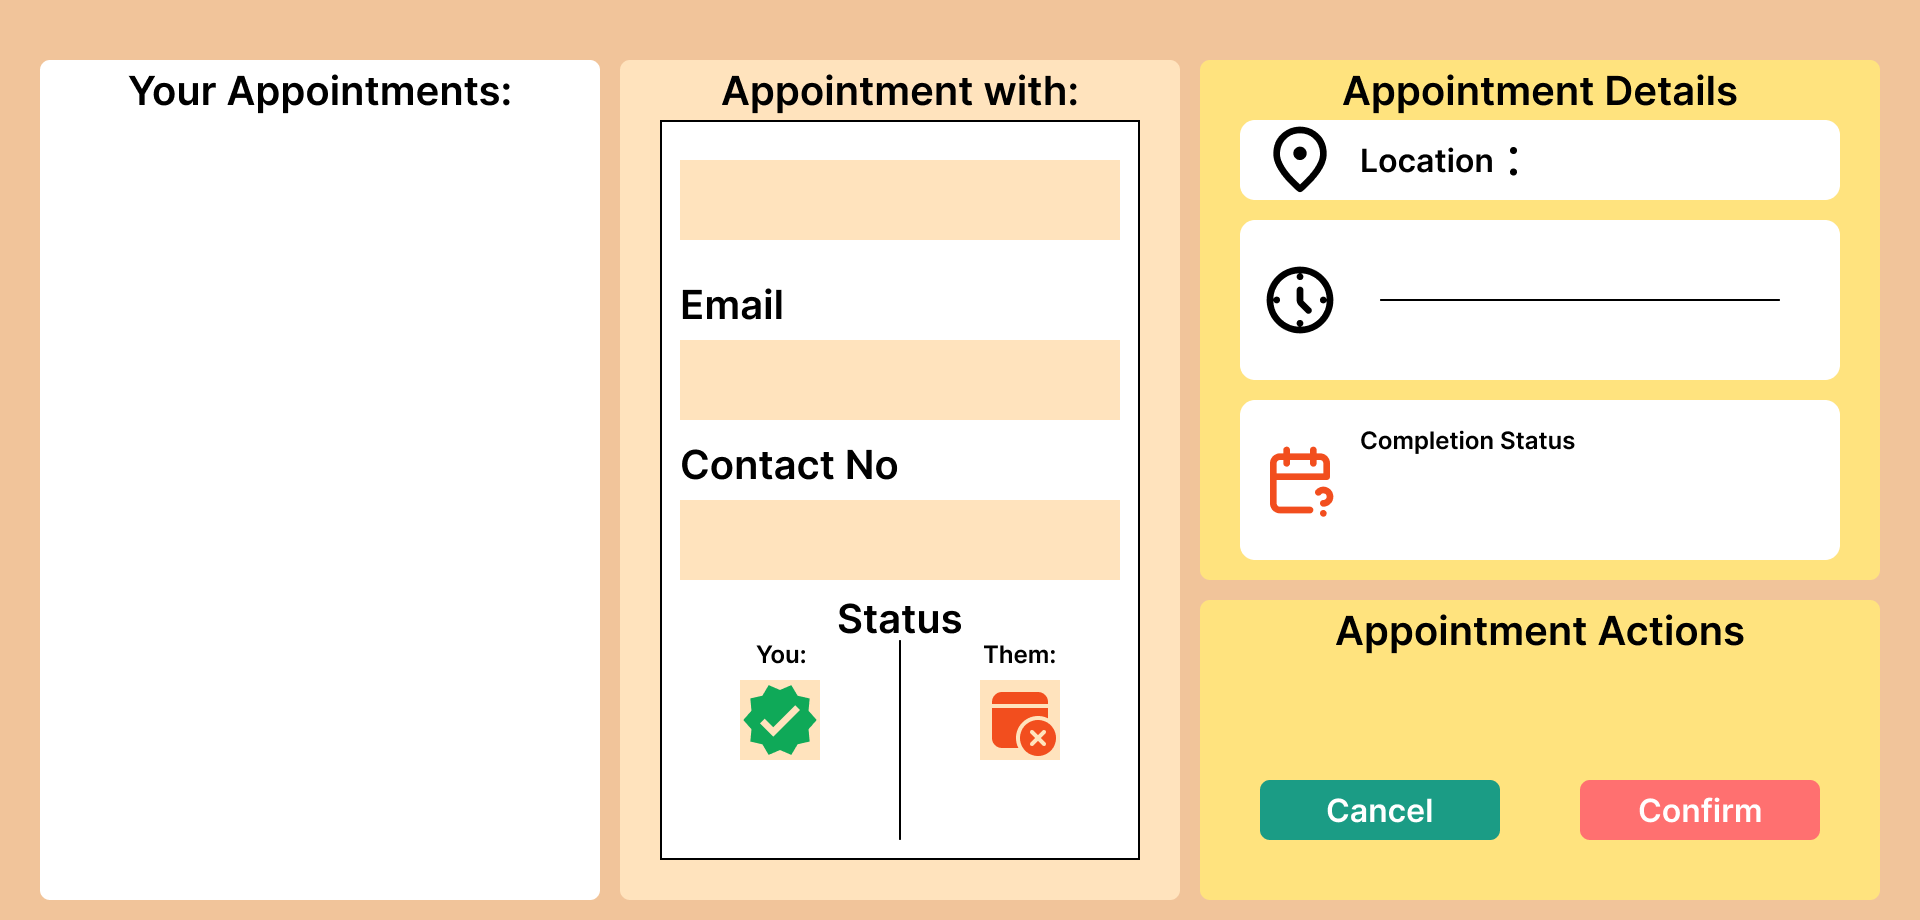 Your Appointments:
Appointment with:
Email
Contact No
Status
You:
Them:
Appointment Details
Location :
Completion Status
Appointment Actions
Cancel
Confirm